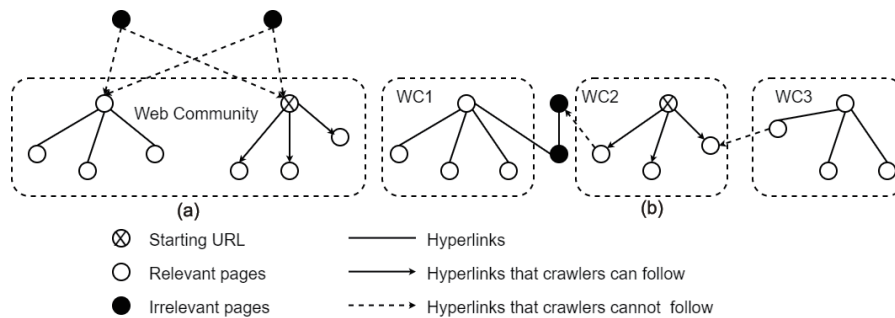 Web Community
WC1
WC2
WC3
(a)
(b)
Starting URL
Hyperlinks
Relevant pages
Hyperlinks that crawlers can follow
Irrelevant pages
Hyperlinks that crawlers cannot follow